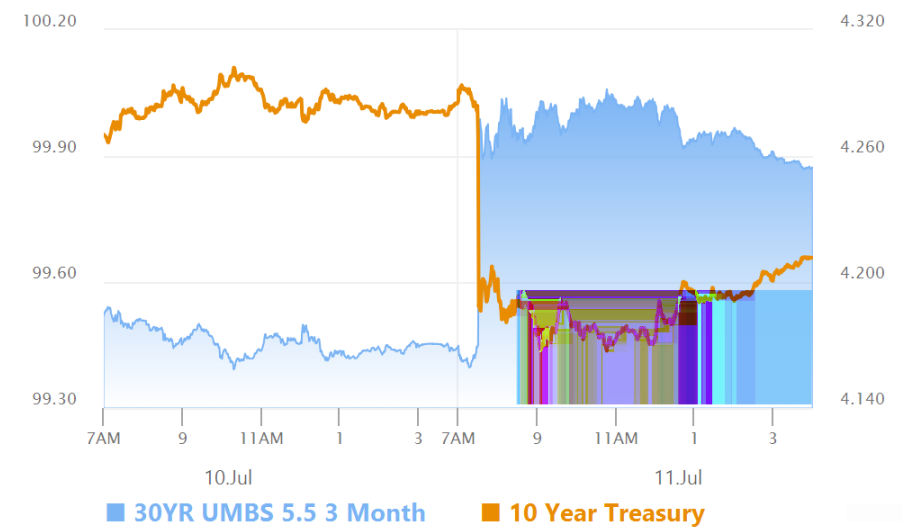 100.20 4.320
99.90 4.260
99.60 4.200
99.30 4.140
7AM 9 11AM 1 3 7AM 9 11AM 1 3
10.Jul 11.Jul
30YR UMBS 5.5 3 Month 10 Year Treasury